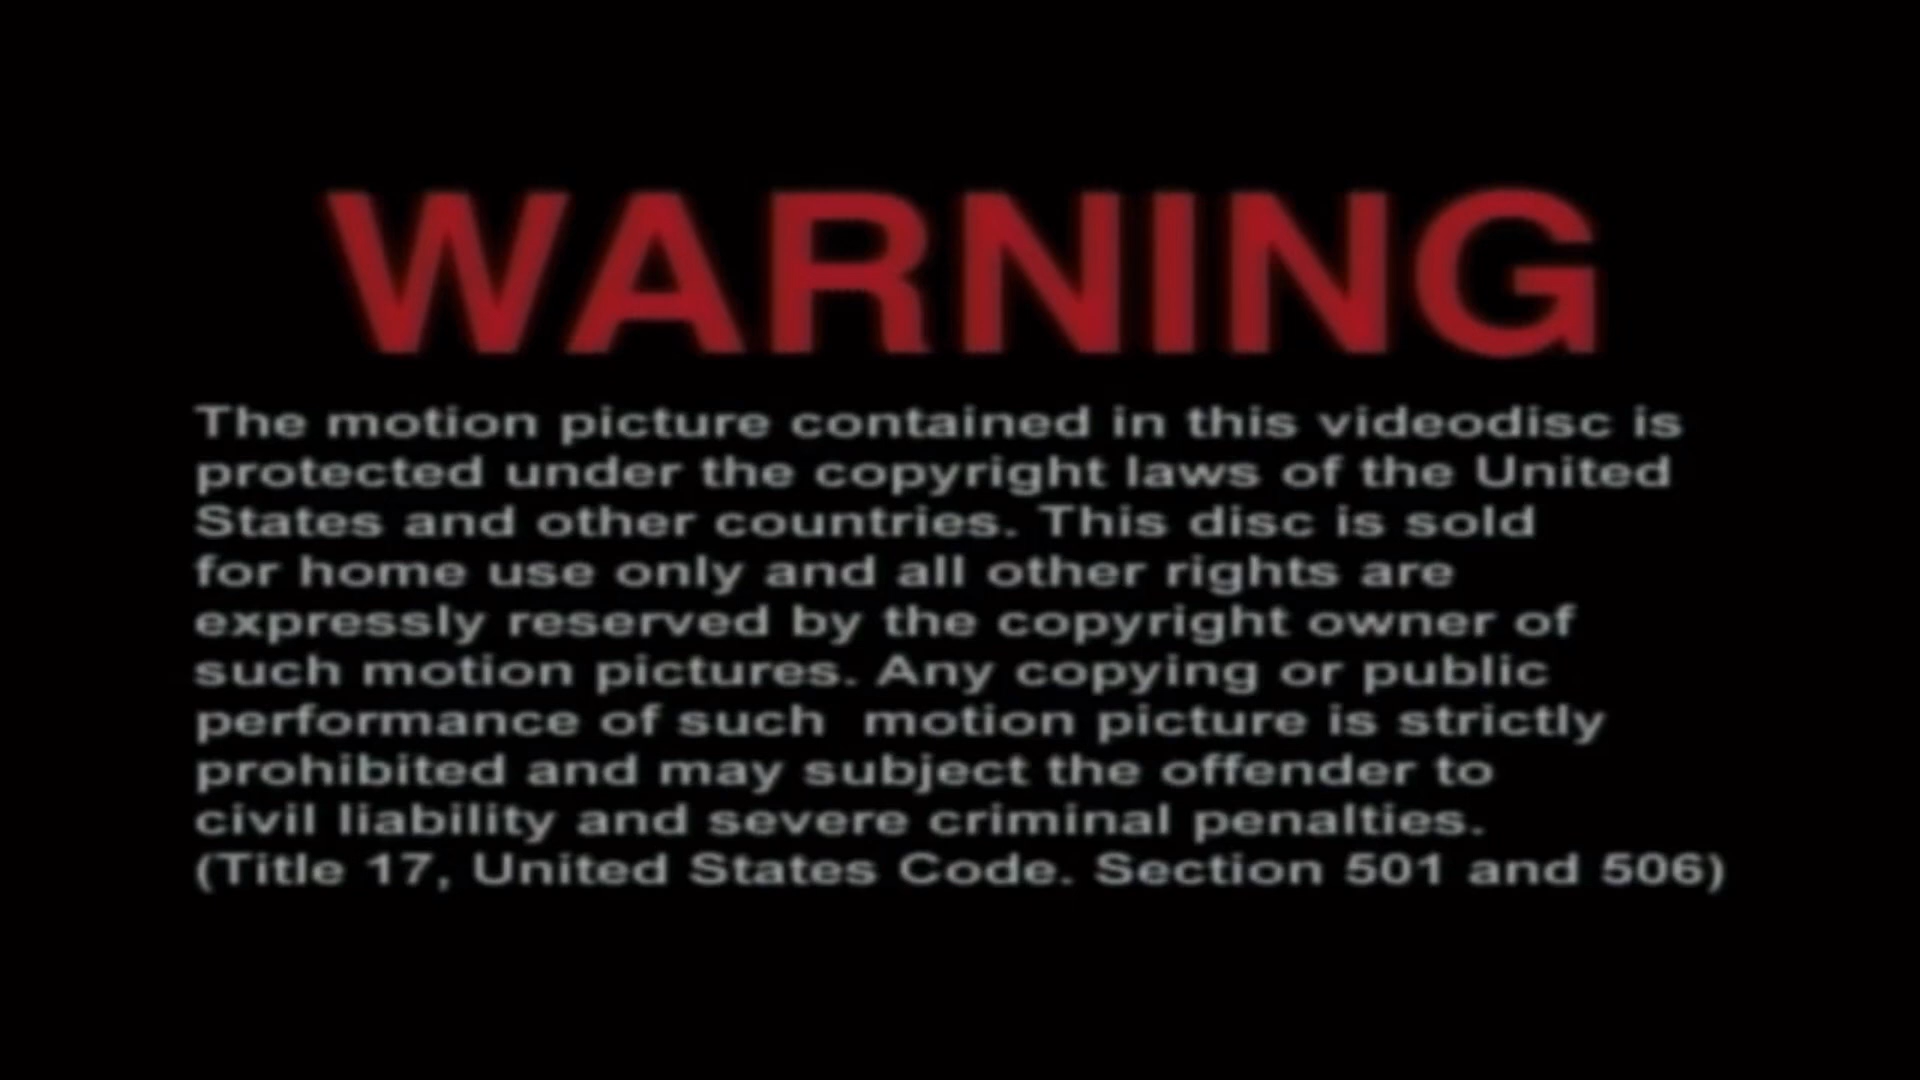 WARNING
The motion picture contained in this videodisc is
protected under the copyright laws of the United
States and other countries. This disc is sold
for home use only and all other rights are
expressly reserved by the copyright owner of
such motion pictures. Any copying or public
performance of such  motion picture is strictly
prohibited and may subject the offender to
civil liability and severe criminal penalties.
(Title 17, United States Code. Section 501 and 506)